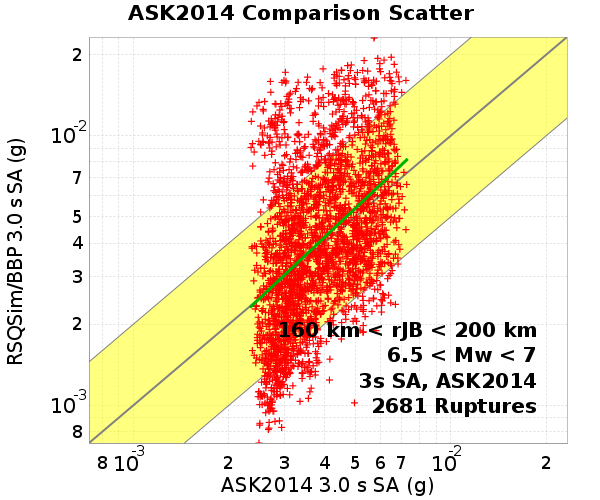 ASK2014 Comparison Scatter
RSQSim/BBP 3.0 s SA (g)
2
10-2
7
5
4
3
2
10-3
8
160 km < rJB < 200 km
6.5 < Mw < 7
3s SA, ASK2014
2681 Ruptures
8 10-3 2 3 4 5 6 7 10-2 2
ASK2014 3.0 s SA (g)